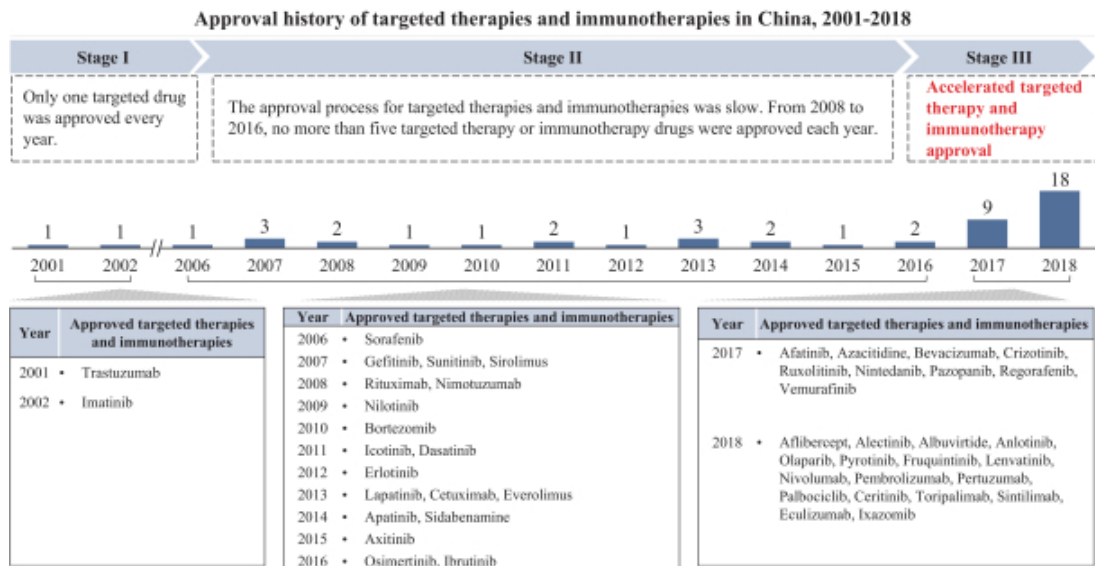 Approval history of targeted therapies and immunotherapies in China, 2001-2018
Stage I
Stage II
Stage III
Only one targeted drug
was approved every
year.
The approval process for targeted therapies and immunotherapies was slow. From 2008 to
2016, no more than five targeted therapy or immunotherapy drugs were approved each year.
Accelerated targeted
therapy and
immunotherapy
approval
1 1 1 3 2 1 1 2 1 3 2 1 2 9 18
2001 2002 // 2006 2007 2008 2009 2010 2011 2012 2013 2014 2015 2016 2017 2018
Year Approved targeted therapies
and immunotherapies
2001 • Trastuzumab
2002 • Imatinib
Year Approved targeted therapies and immunotherapies
2006 • Sorafenib
2007 • Gefitinib, Sunitinib, Sirolimus
2008 • Rituximab, Nimotuzumab
2009 • Nilotinib
2010 • Bortezomib
2011 • Icotinib, Dasatinib
2012 • Erlotinib
2013 • Lapatinib, Cetuximab, Everolimus
2014 • Apatinib, Sidabenamine
2015 • Axitinib
2016 • Osimertinib, Ibrutinib
Year Approved targeted therapies and immunotherapies
2017 • Afatinib, Azacitidine, Bevacizumab, Crizotinib,
Ruxolitinib, Nintedanib, Pazopanib, Regorafenib,
Vemurafinib
2018 • Aflibercept, Alectinib, Albuvirtide, Anlotinib,
Olaparib, Pyrotinib, Fruquintinib, Lenvatinib,
Nivolumab, Pembrolizumab, Pertuzumab,
Palbociclib, Ceritinib, Toripalimab, Sintilimab,
Eculizumab, Ixazomib